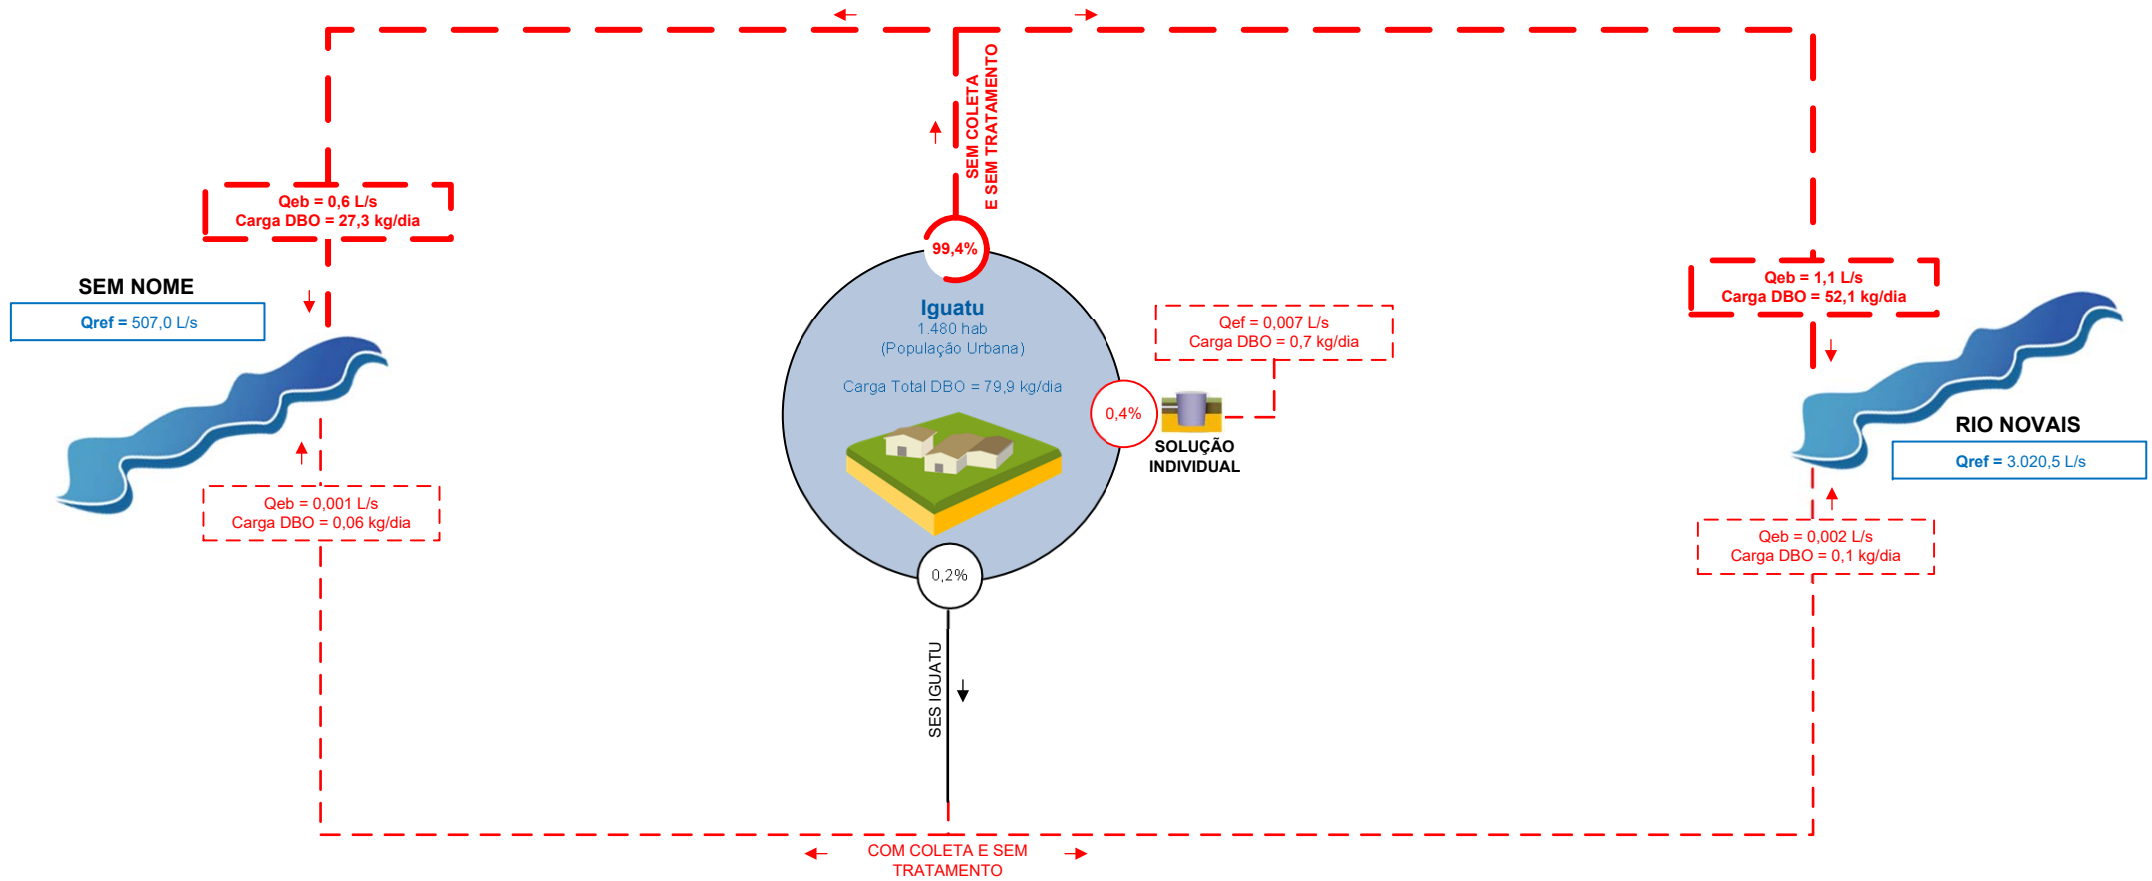 SEM COLETA
E SEM TRATAMENTO
Qeb = 0,6 L/s
Carga DBO = 27,3 kg/dia
99,4%
SEM NOME
Qref = 507,0 L/s
Iguatu
1.480 hab
(População Urbana)
Carga Total DBO = 79,9 kg/dia
Qef = 0,007 L/s
Carga DBO = 0,7 kg/dia
0,4%
SOLUÇÃO
INDIVIDUAL
Qeb = 1,1 L/s
Carga DBO = 52,1 kg/dia
RIO NOVAIS
Qref = 3.020,5 L/s
Qeb = 0,001 L/s
Carga DBO = 0,06 kg/dia
Qeb = 0,002 L/s
Carga DBO = 0,1 kg/dia
0,2%
SES IGUATU
COM COLETA E SEM
TRATAMENTO